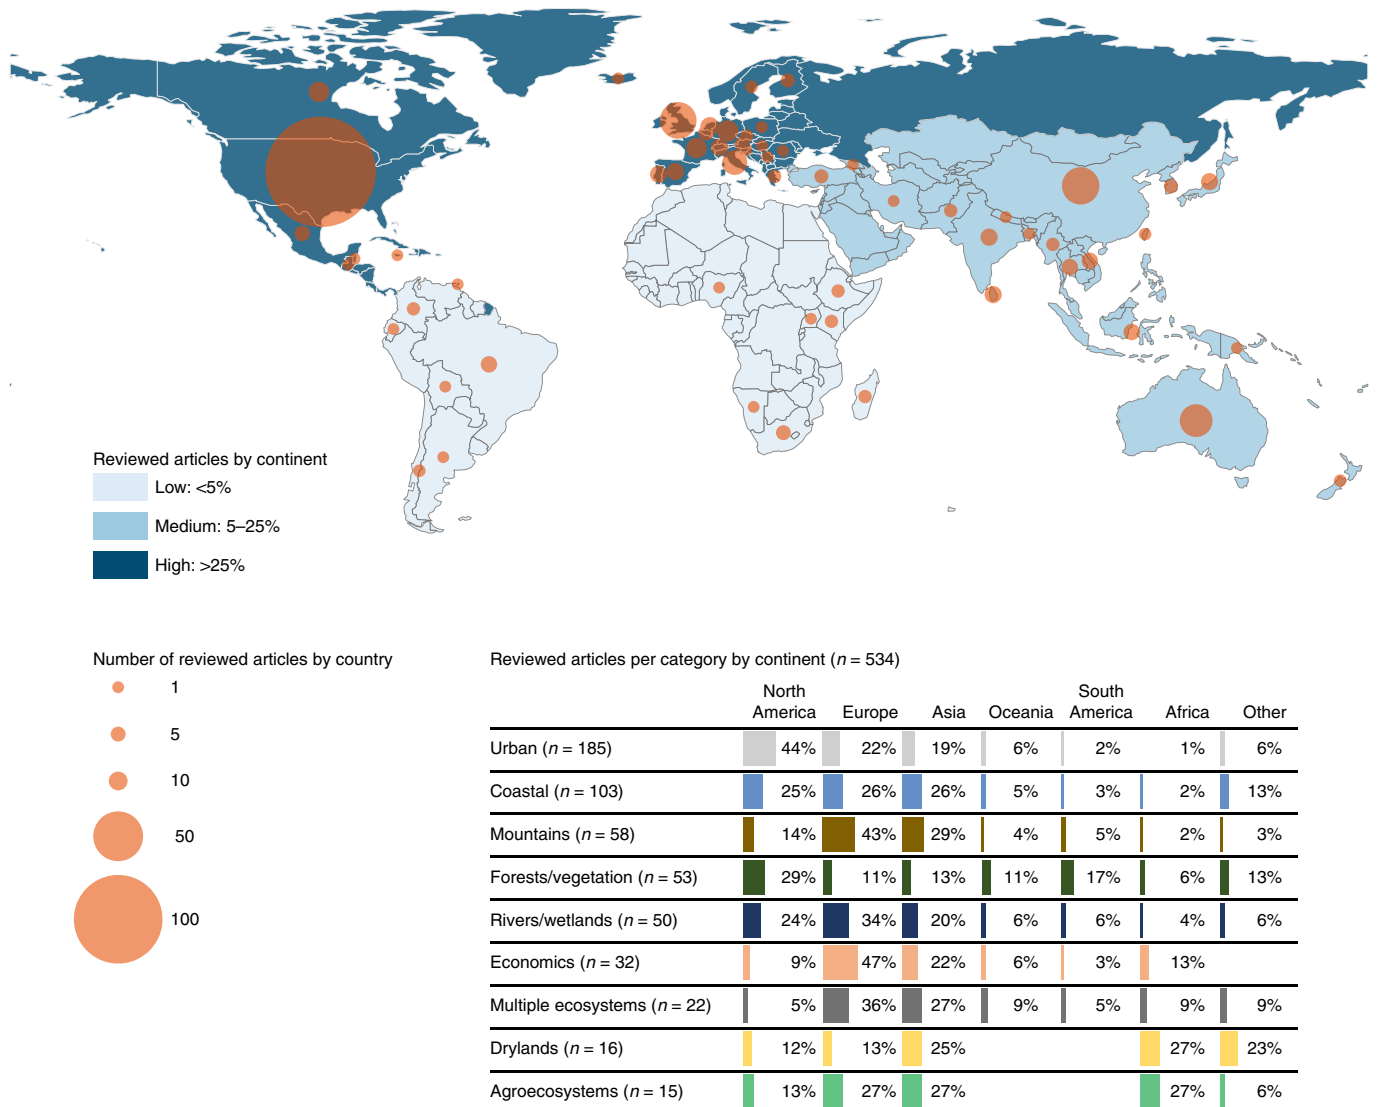 Reviewed articles by continent
Low: <5%
Medium: 5–25%
High: >25%
Number of reviewed articles by country
1
5
10
50
100
Reviewed articles per category by continent (n = 534)
North America Europe Asia Oceania South America Africa Other
Urban (n = 185) 44% 22% 19% 6% 2% 1% 6%
Coastal (n = 103) 25% 26% 26% 5% 3% 2% 13%
Mountains (n = 58) 14% 43% 29% 4% 5% 2% 3%
Forests/vegetation (n = 53) 29% 11% 13% 11% 17% 6% 13%
Rivers/wetlands (n = 50) 24% 34% 20% 6% 6% 4% 6%
Economics (n = 32) 9% 47% 22% 6% 3% 13%
Multiple ecosystems (n = 22) 5% 36% 27% 9% 5% 9% 9%
Drylands (n = 16) 12% 13% 25% 27% 23%
Agroecosystems (n = 15) 13% 27% 27% 27% 6%